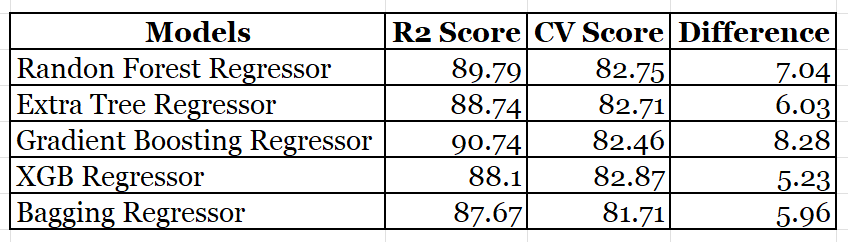 Models R2 Score CV Score Difference
Randon Forest Regressor 89.79 82.75 7.04
Extra Tree Regressor 88.74 82.71 6.03
Gradient Boosting Regressor 90.74 82.46 8.28
XGB Regressor 88.1 82.87 5.23
Bagging Regressor 87.67 81.71 5.96